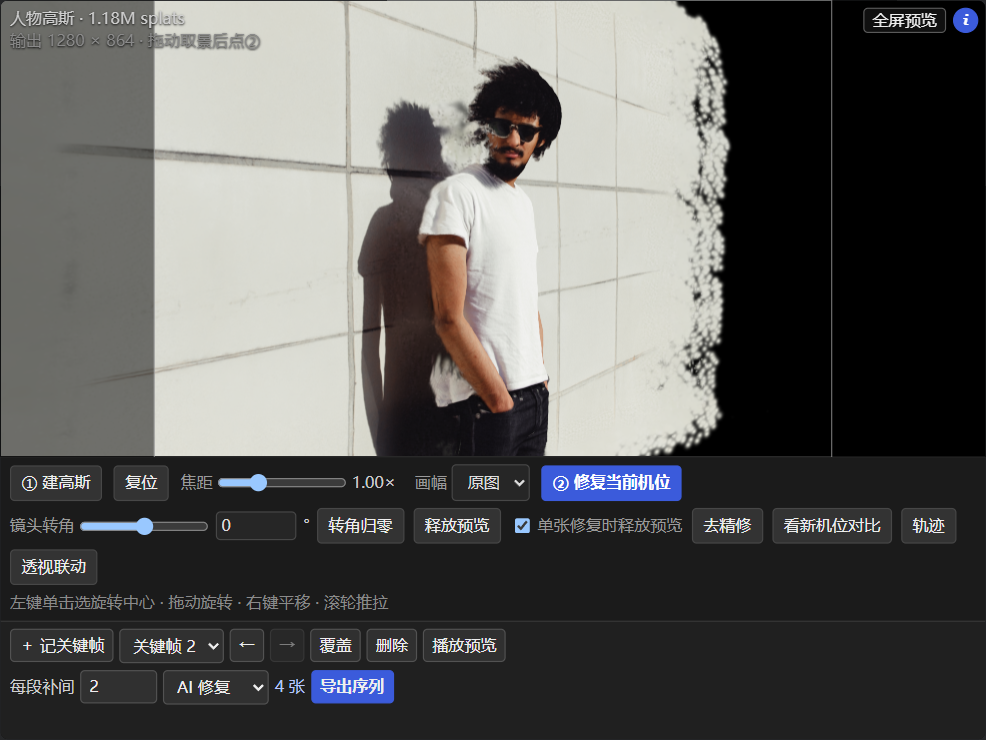 人物高斯 · 1.18M splats
全屏预览
i
输出 1280 × 864 · 拖动取景后点②
① 建高斯 复位 焦距 1.00× 画幅 原图 ② 修复当前机位
镜头转角 0 ° 转角归零 释放预览 单张修复时释放预览 去精修 看新机位对比 轨迹
透视联动
左键单击选旋转中心 · 拖动旋转 · 右键平移 · 滚轮推拉
+ 记关键帧 关键帧 2 ← → 覆盖 删除 播放预览
每段补间 2 AI 修复 4 张 导出序列